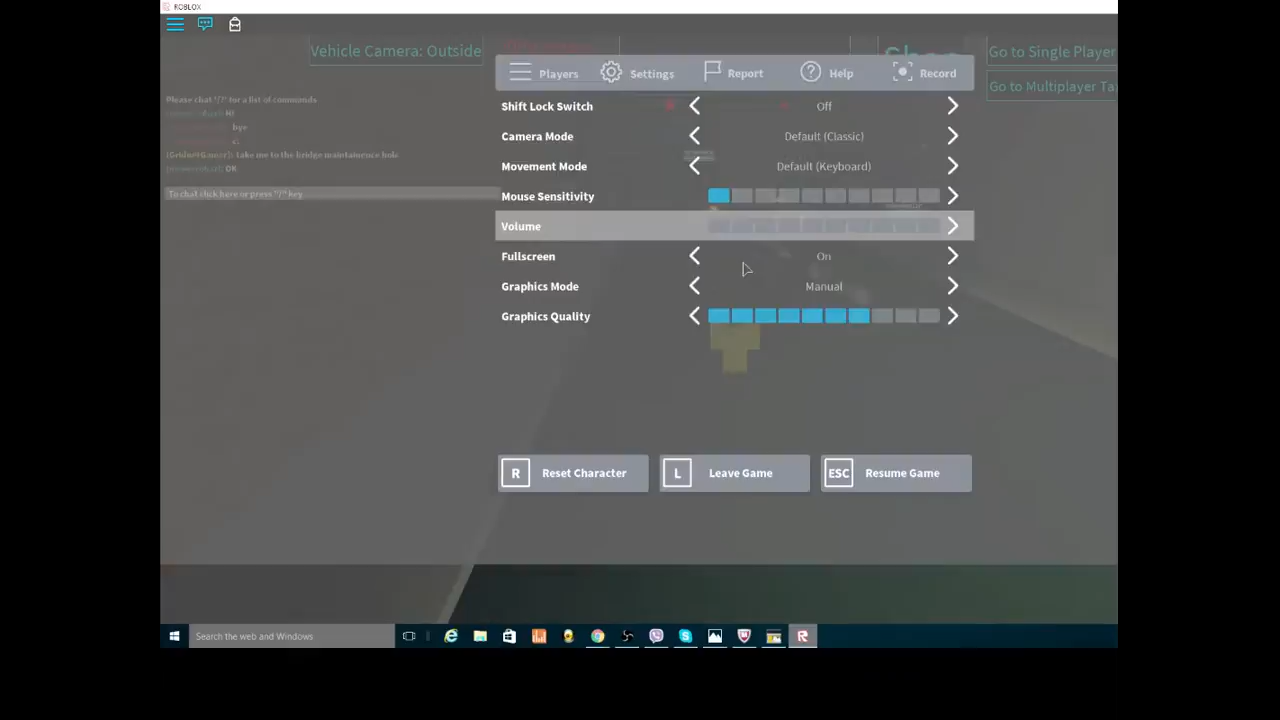 ROBLOX
Vehicle Camera: Outside
Shop
Go to Single Player
Go to Multiplayer Ta
Players
Settings
Report
Help
Record
Please chat '/?' for a list of commands
Hi
bye
take me to the bridge maintainence hole
OK
To chat click here or press "/" key
Shift Lock Switch Off
Camera Mode Default (Classic)
Movement Mode Default (Keyboard)
Mouse Sensitivity
Volume
Fullscreen On
Graphics Mode Manual
Graphics Quality
R Reset Character
L Leave Game
ESC Resume Game
Search the web and Windows